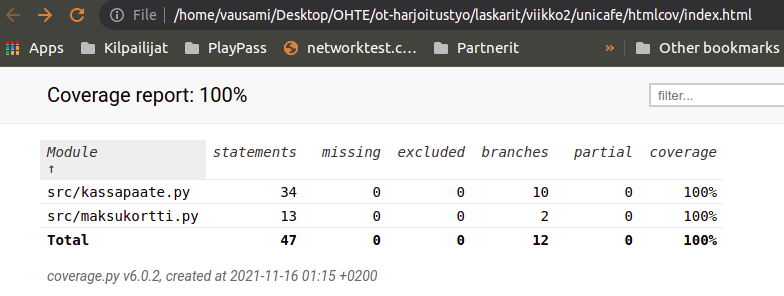 File /home/vausami/Desktop/OHTE/ot-harjoitustyo/laskarit/viikko2/unicafe/htmlcov/index.html
Apps Kilpailijat PlayPass networktest.c... Partnerit » Other bookmarks
Coverage report: 100% filter...
Module statements missing excluded branches partial coverage
↑
src/kassapaate.py 34 0 0 10 0 100%
src/maksukortti.py 13 0 0 2 0 100%
Total 47 0 0 12 0 100%
coverage.py v6.0.2, created at 2021-11-16 01:15 +0200